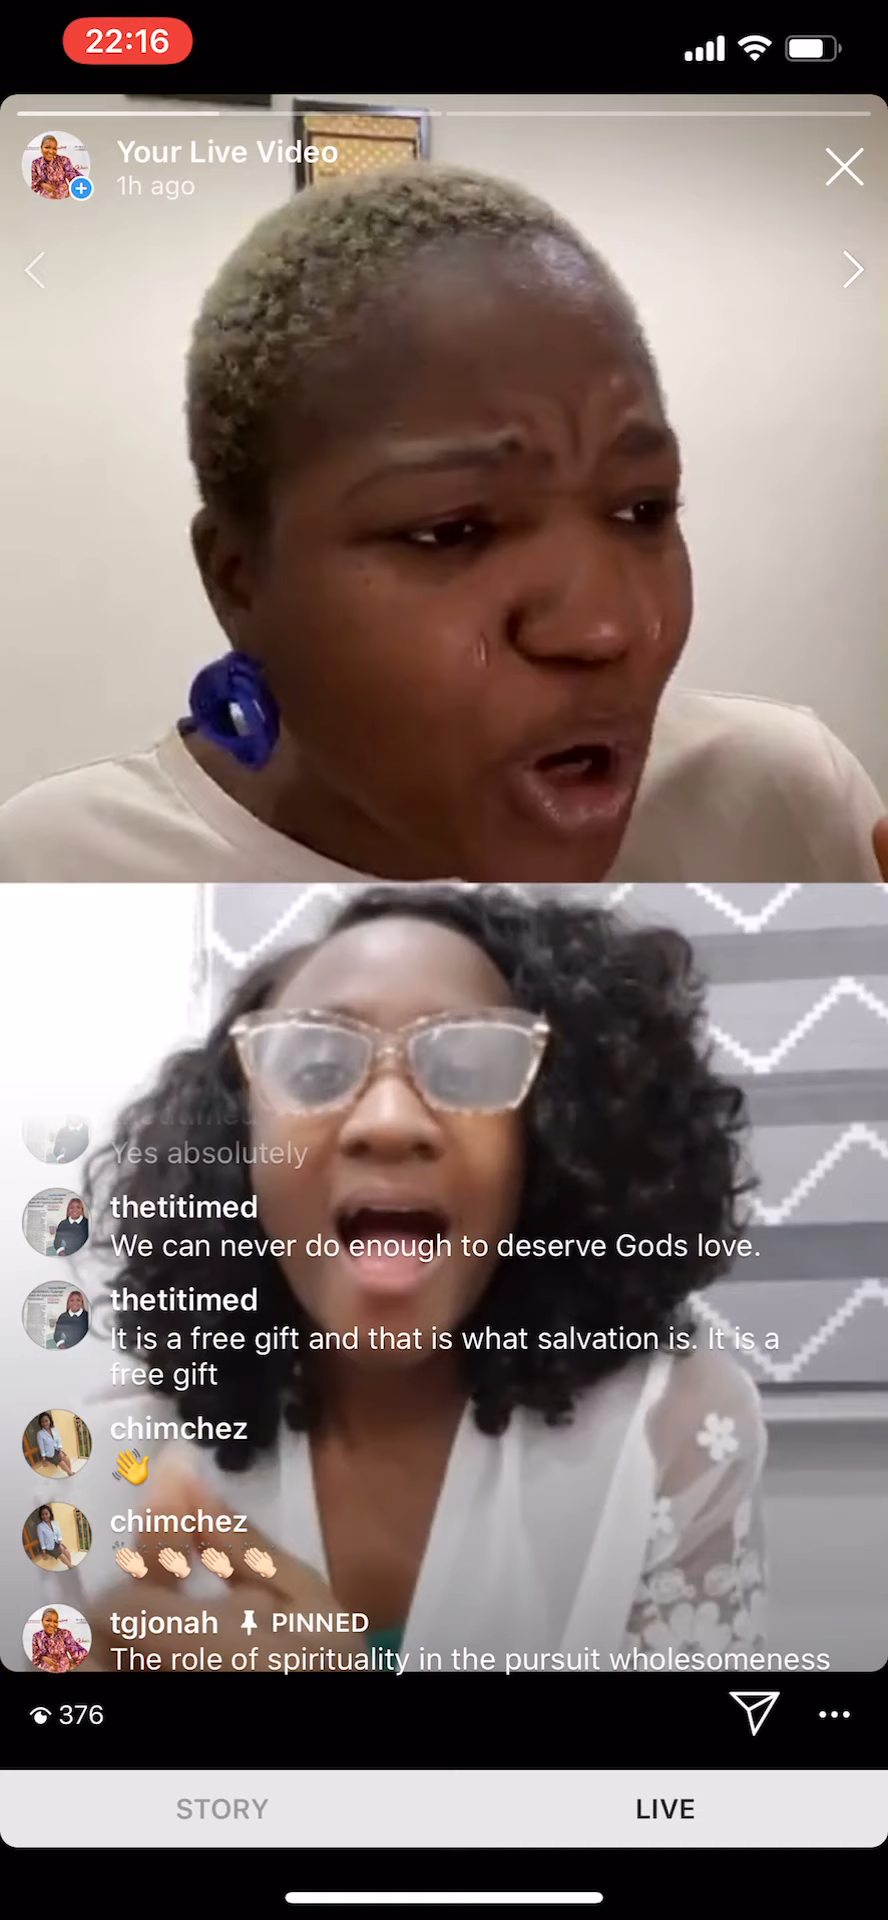 22:16
Your Live Video
1h ago
Yes absolutely
thetitimed
We can never do enough to deserve Gods love.
thetitimed
It is a free gift and that is what salvation is. It is a
free gift
chimchez
👋
chimchez
👏🏻👏🏻👏🏻👏🏻
tgjonah PINNED
The role of spirituality in the pursuit wholesomeness
376
STORY
LIVE